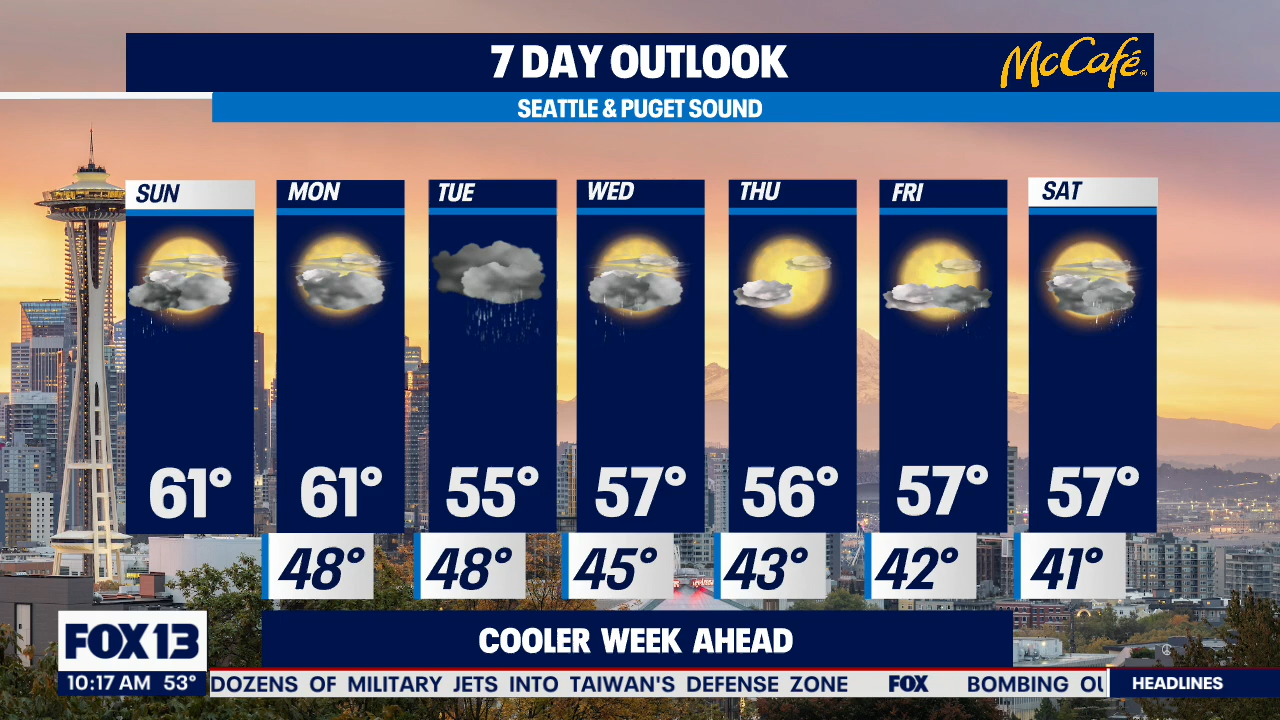 7 DAY OUTLOOK
McCafé®
SEATTLE & PUGET SOUND
SUN MON TUE WED THU FRI SAT
61° 61° 55° 57° 56° 57° 57°
48° 48° 45° 43° 42° 41°
COOLER WEEK AHEAD
FOX 13
10:17 AM 53°
DOZENS OF MILITARY JETS INTO TAIWAN'S DEFENSE ZONE FOX BOMBING
HEADLINES